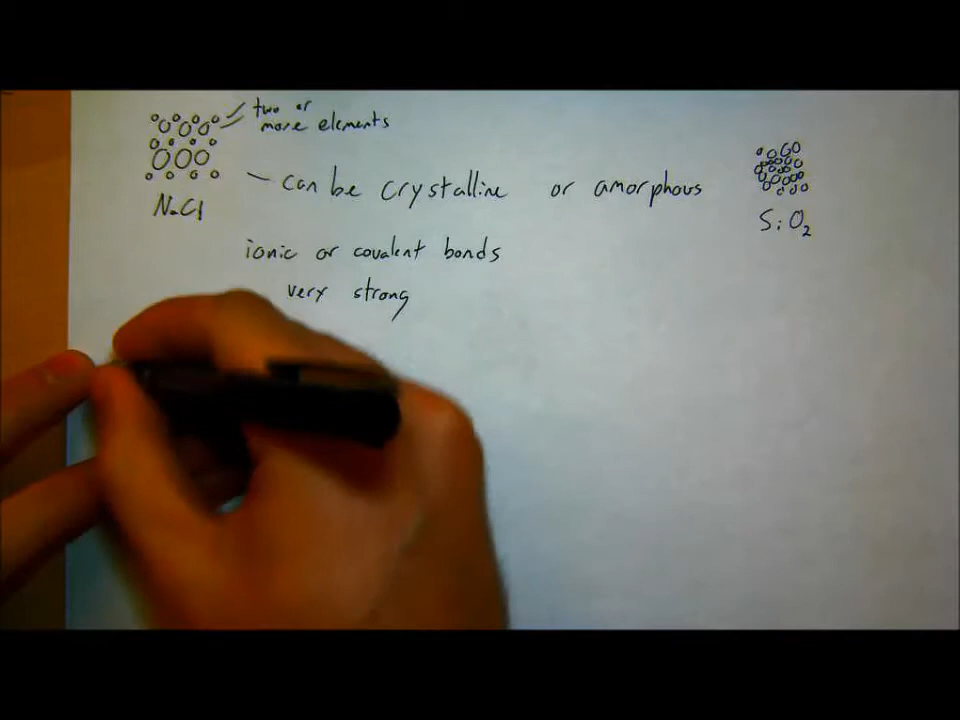 two or
more elements
can be crystalline or amorphous
NaCl
SiO2
ionic or covalent bonds
very strong